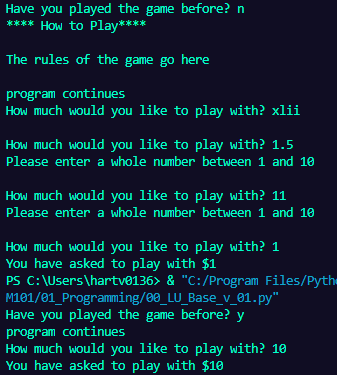 Have you played the game before? n
**** How to Play****
The rules of the game go here
program continues
How much would you like to play with? xlii
How much would you like to play with? 1.5
Please enter a whole number between 1 and 10
How much would you like to play with? 11
Please enter a whole number between 1 and 10
How much would you like to play with? 1
You have asked to play with $1
PS C:\Users\hartv0136> & "C:/Program Files/Pyth
M101/01_Programming/00_LU_Base_v_01.py"
Have you played the game before? y
program continues
How much would you like to play with? 10
You have asked to play with $10